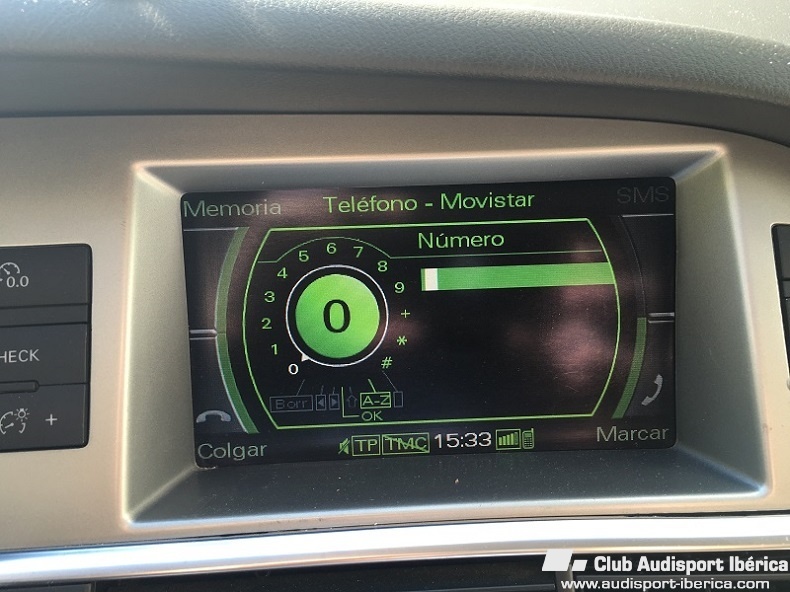 Memoria
Teléfono - Movistar
SMS
Número
0 1 2 3 4 5 6 7 8 9 + * #
0
Borr
A-Z
OK
Colgar
TP
TMC
15:33
Marcar
0.0
CHECK
+
Club Audisport Ibérica
www.audisport-iberica.com